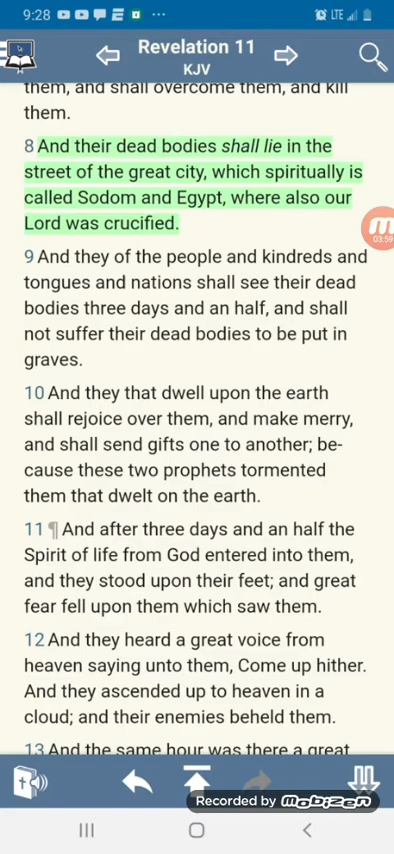 9:28
LTE
Revelation 11
KJV
them, and shall overcome them, and kill
them.
8 And their dead bodies shall lie in the
street of the great city, which spiritually is
called Sodom and Egypt, where also our
Lord was crucified.
03:59
9 And they of the people and kindreds and
tongues and nations shall see their dead
bodies three days and an half, and shall
not suffer their dead bodies to be put in
graves.
10 And they that dwell upon the earth
shall rejoice over them, and make merry,
and shall send gifts one to another; be-
cause these two prophets tormented
them that dwelt on the earth.
11 ¶ And after three days and an half the
Spirit of life from God entered into them,
and they stood upon their feet; and great
fear fell upon them which saw them.
12 And they heard a great voice from
heaven saying unto them, Come up hither.
And they ascended up to heaven in a
cloud; and their enemies beheld them.
13 And the same hour was there a great
Recorded by Mobizen